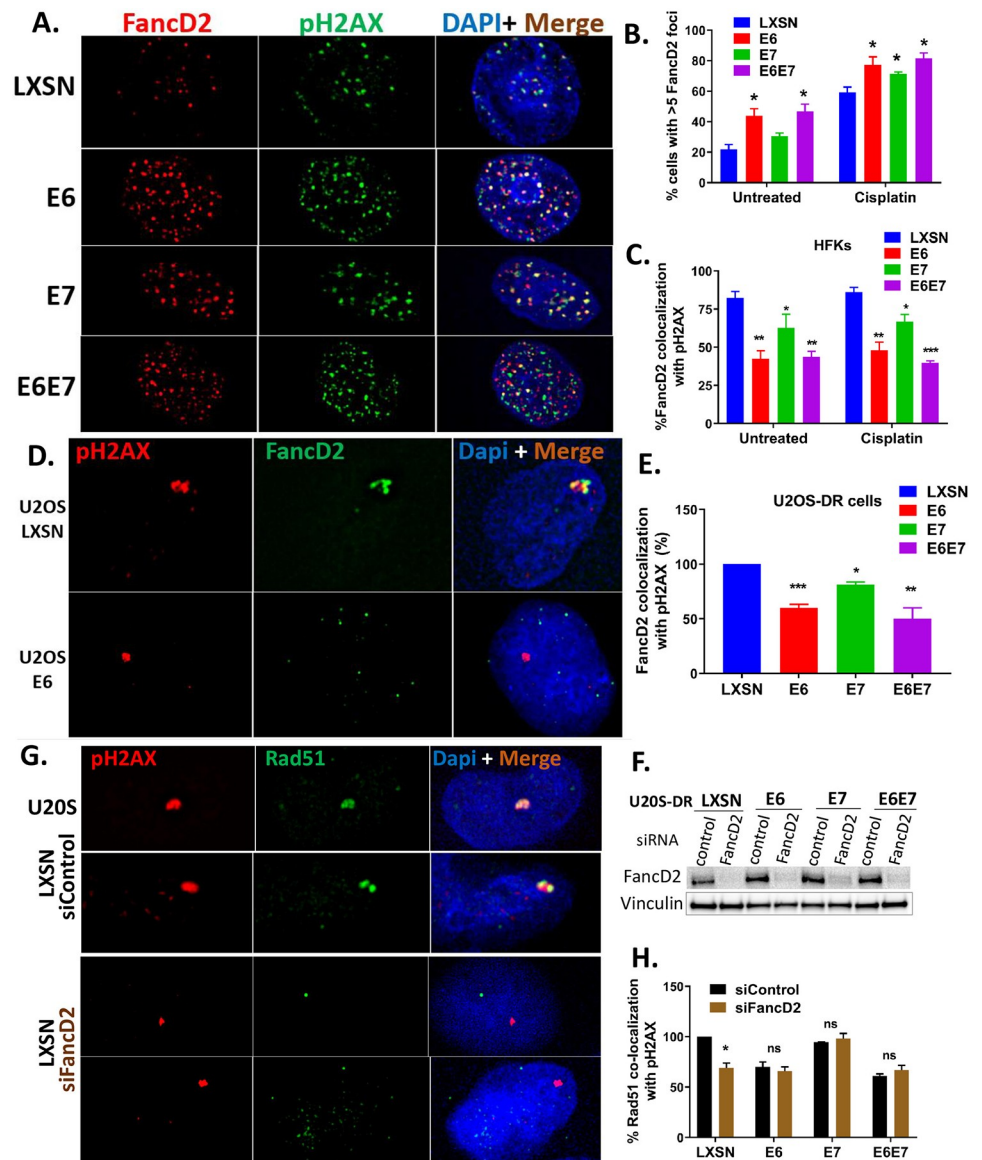 A.
FancD2 pH2AX DAPI+ Merge
LXSN
E6
E7
E6E7
B.
% cells with >5 FancD2 foci
100
80
60
40
20
0
LXSN
E6
E7
E6E7
* * * * *
Untreated Cisplatin
C.
HFKs
%FancD2 colocalization
with pH2AX
100
75
50
25
0
LXSN
E6
E7
E6E7
** * ** ** * ***
Untreated Cisplatin
D.
pH2AX FancD2 Dapi + Merge
U2OS
LXSN
U2OS
E6
E.
U2OS-DR cells
FancD2 colocalization
with pH2AX (%)
150
100
50
0
LXSN
E6
E7
E6E7
*** * **
LXSN E6 E7 E6E7
G.
pH2AX Rad51 Dapi + Merge
U20S
LXSN
siControl
LXSN
siFancD2
F.
U20S-DR LXSN E6 E7 E6E7
siRNA control FancD2 control FancD2 control FancD2 control FancD2
FancD2
Vinculin
H.
% Rad51 co-localization
with pH2AX
150
100
50
0
siControl
siFancD2
* ns ns ns
LXSN E6 E7 E6E7